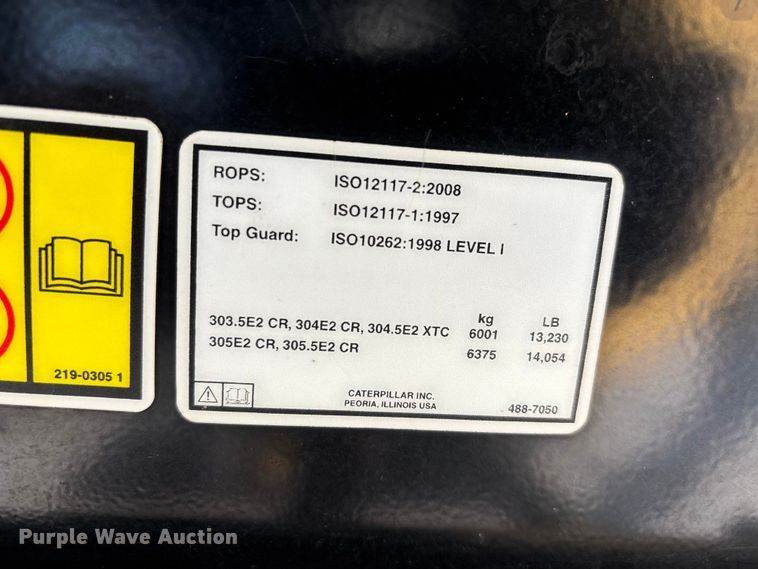 ROPS: ISO12117-2:2008
TOPS: ISO12117-1:1997
Top Guard: ISO10262:1998 LEVEL I
kg LB
303.5E2 CR, 304E2 CR, 304.5E2 XTC 6001 13,230
305E2 CR, 305.5E2 CR 6375 14,054
CATERPILLAR INC.
PEORIA, ILLINOIS USA
488-7050
219-0305 1
Purple Wave Auction